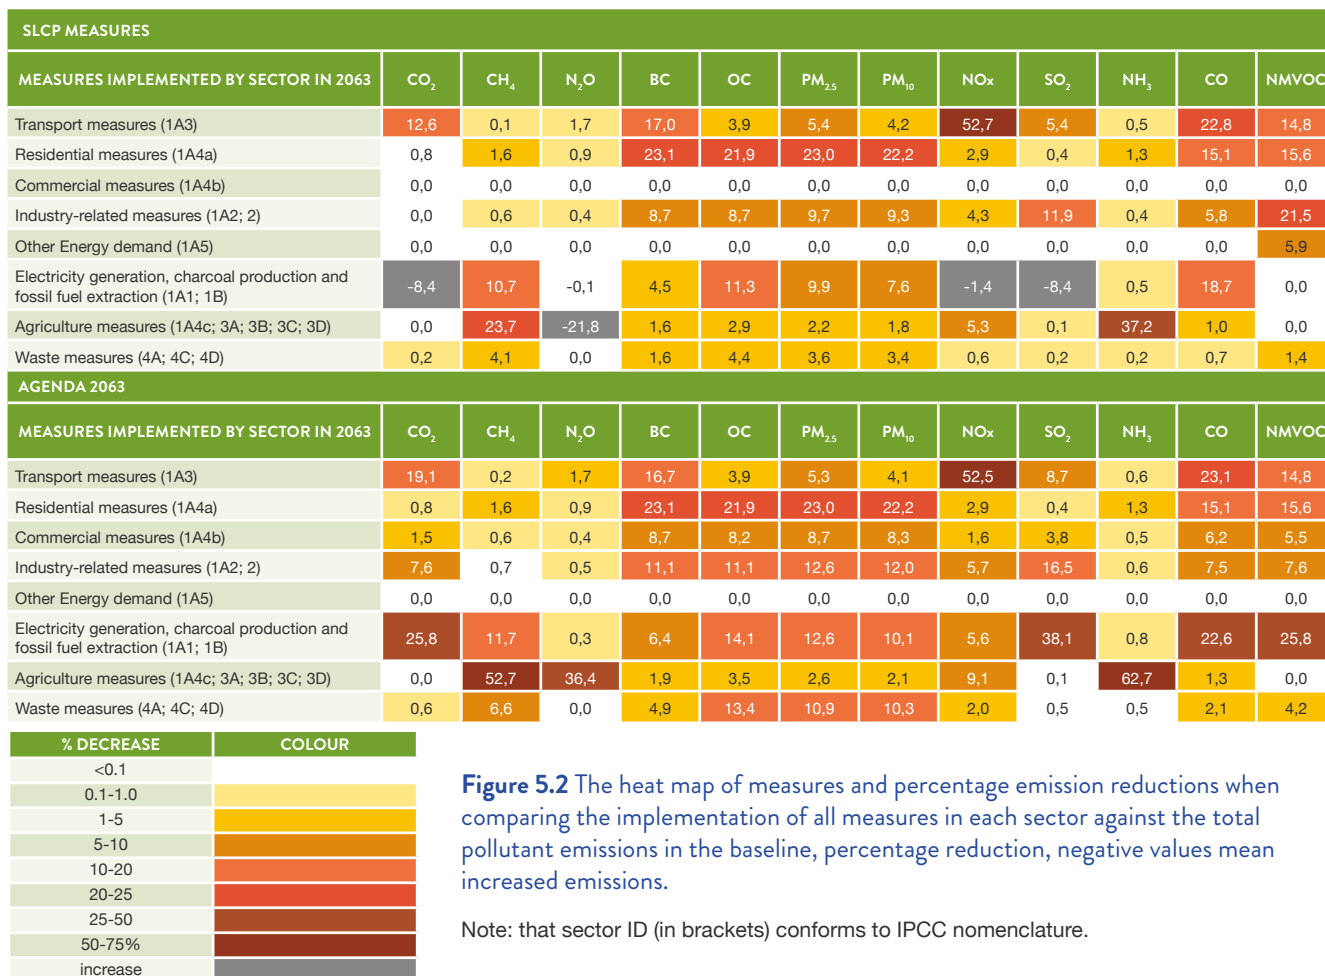 SLCP MEASURES
MEASURES IMPLEMENTED BY SECTOR IN 2063 CO2 CH4 N2O BC OC PM2.5 PM10 NOx SO2 NH3 CO NMVOC
Transport measures (1A3) 12,6 0,1 1,7 17,0 3,9 5,4 4,2 52,7 5,4 0,5 22,8 14,8
Residential measures (1A4a) 0,8 1,6 0,9 23,1 21,9 23,0 22,2 2,9 0,4 1,3 15,1 15,6
Commercial measures (1A4b) 0,0 0,0 0,0 0,0 0,0 0,0 0,0 0,0 0,0 0,0 0,0 0,0
Industry-related measures (1A2; 2) 0,0 0,6 0,4 8,7 8,7 9,7 9,3 4,3 11,9 0,4 5,8 21,5
Other Energy demand (1A5) 0,0 0,0 0,0 0,0 0,0 0,0 0,0 0,0 0,0 0,0 0,0 5,9
Electricity generation, charcoal production and
fossil fuel extraction (1A1; 1B) -8,4 10,7 -0,1 4,5 11,3 9,9 7,6 -1,4 -8,4 0,5 18,7 0,0
Agriculture measures (1A4c; 3A; 3B; 3C; 3D) 0,0 23,7 -21,8 1,6 2,9 2,2 1,8 5,3 0,1 37,2 1,0 0,0
Waste measures (4A; 4C; 4D) 0,2 4,1 0,0 1,6 4,4 3,6 3,4 0,6 0,2 0,2 0,7 1,4
AGENDA 2063
MEASURES IMPLEMENTED BY SECTOR IN 2063 CO2 CH4 N2O BC OC PM2.5 PM10 NOx SO2 NH3 CO NMVOC
Transport measures (1A3) 19,1 0,2 1,7 16,7 3,9 5,3 4,1 52,5 8,7 0,6 23,1 14,8
Residential measures (1A4a) 0,8 1,6 0,9 23,1 21,9 23,0 22,2 2,9 0,4 1,3 15,1 15,6
Commercial measures (1A4b) 1,5 0,6 0,4 8,7 8,2 8,7 8,3 1,6 3,8 0,5 6,2 5,5
Industry-related measures (1A2; 2) 7,6 0,7 0,5 11,1 11,1 12,6 12,0 5,7 16,5 0,6 7,5 7,6
Other Energy demand (1A5) 0,0 0,0 0,0 0,0 0,0 0,0 0,0 0,0 0,0 0,0 0,0 0,0
Electricity generation, charcoal production and
fossil fuel extraction (1A1; 1B) 25,8 11,7 0,3 6,4 14,1 12,6 10,1 5,6 38,1 0,8 22,6 25,8
Agriculture measures (1A4c; 3A; 3B; 3C; 3D) 0,0 52,7 36,4 1,9 3,5 2,6 2,1 9,1 0,1 62,7 1,3 0,0
Waste measures (4A; 4C; 4D) 0,6 6,6 0,0 4,9 13,4 10,9 10,3 2,0 0,5 0,5 2,1 4,2
% DECREASE COLOUR
<0.1
0.1-1.0
1-5
5-10
10-20
20-25
25-50
50-75%
increase
Figure 5.2 The heat map of measures and percentage emission reductions when
comparing the implementation of all measures in each sector against the total
pollutant emissions in the baseline, percentage reduction, negative values mean
increased emissions.
Note: that sector ID (in brackets) conforms to IPCC nomenclature.